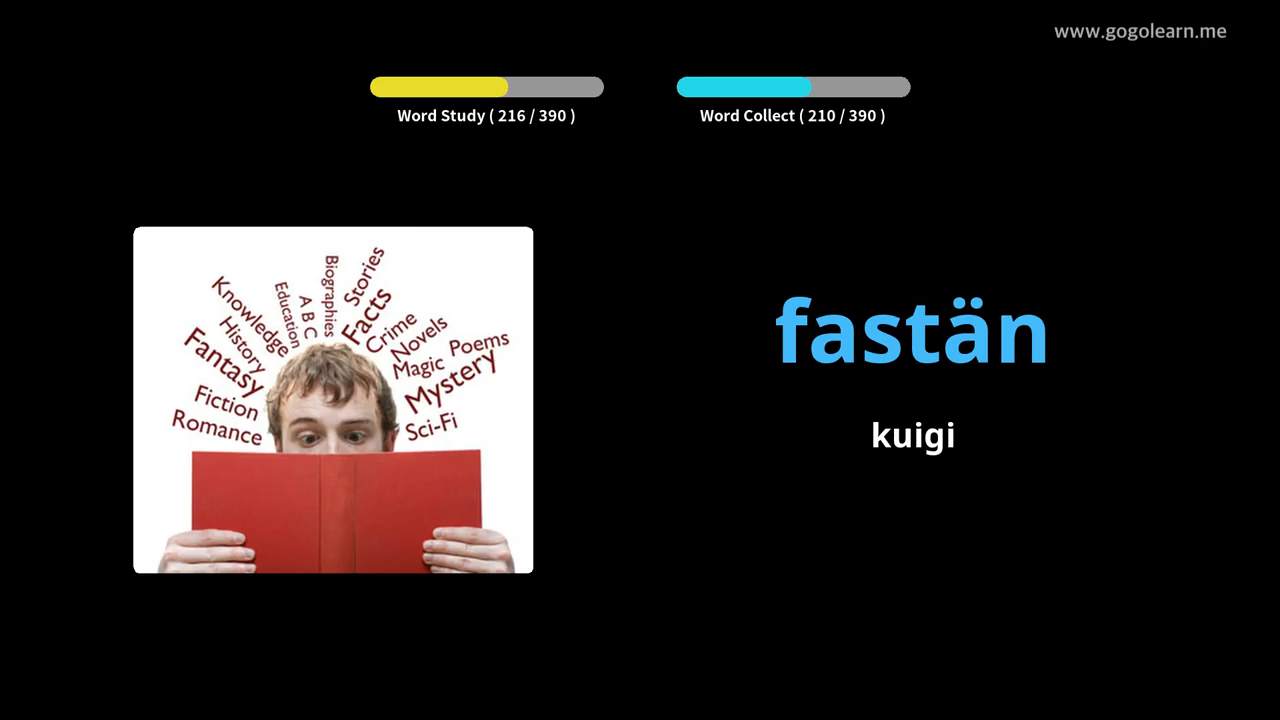 www.gogolearn.me
Word Study ( 216 / 390 )
Word Collect ( 210 / 390 )
Knowledge
History
Fantasy
Fiction
Romance
Education
A B C
Biographies
Stories
Facts
Crime
Novels
Magic
Poems
Mystery
Sci-Fi
fastän
kuigi